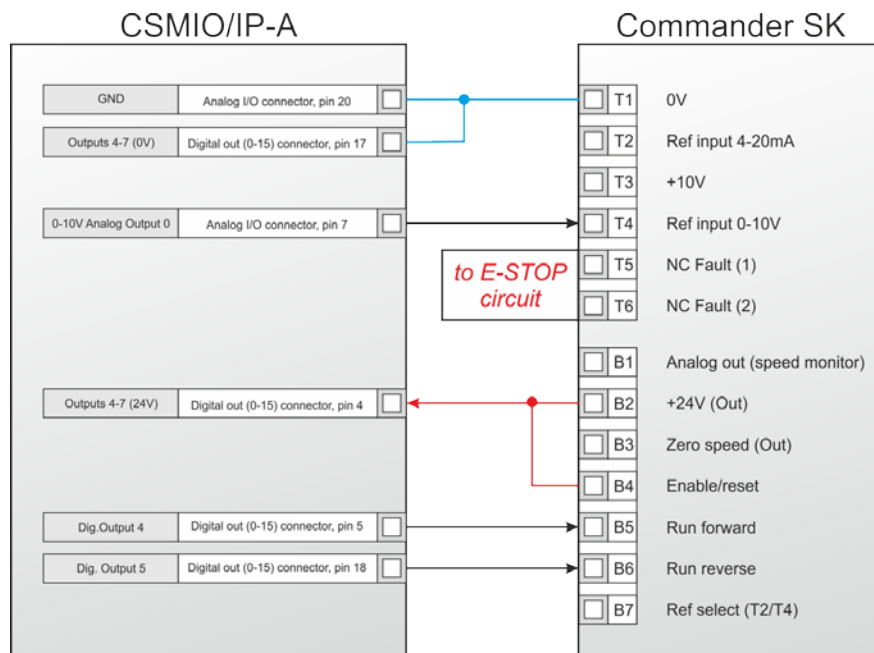 CSMIO/IP-A
Commander SK
GND Analog I/O connector, pin 20 T1 0V
Outputs 4-7 (0V) Digital out (0-15) connector, pin 17 T2 Ref input 4-20mA
T3 +10V
0-10V Analog Output 0 Analog I/O connector, pin 7 T4 Ref input 0-10V
to E-STOP
circuit
T5 NC Fault (1)
T6 NC Fault (2)
B1 Analog out (speed monitor)
Outputs 4-7 (24V) Digital out (0-15) connector, pin 4 B2 +24V (Out)
B3 Zero speed (Out)
B4 Enable/reset
Dig.Output 4 Digital out (0-15) connector, pin 5 B5 Run forward
Dig. Output 5 Digital out (0-15) connector, pin 18 B6 Run reverse
B7 Ref select (T2/T4)